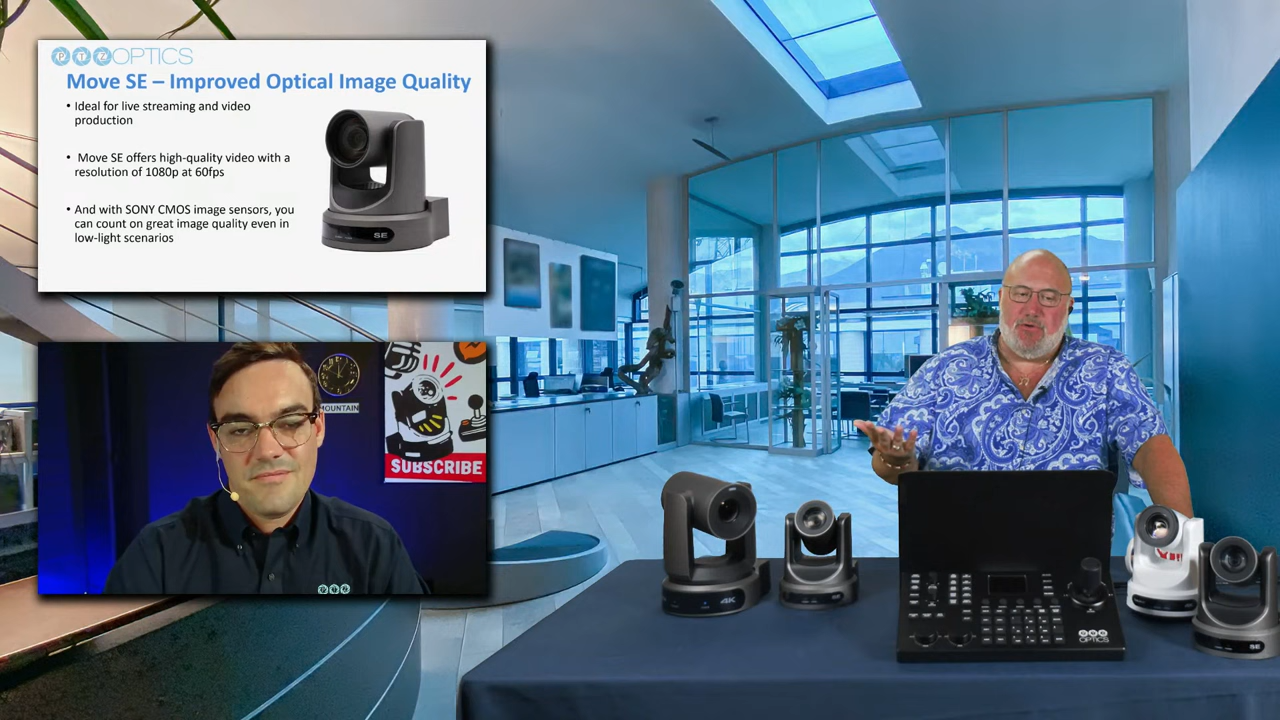 PTZOPTICS
Move SE – Improved Optical Image Quality
• Ideal for live streaming and video
production
• Move SE offers high-quality video with a
resolution of 1080p at 60fps
• And with SONY CMOS image sensors, you
can count on great image quality even in
low-light scenarios
SE
MOUNTAIN
SUBSCRIBE
PTZ
4K
PTZ
OPTICS
SE